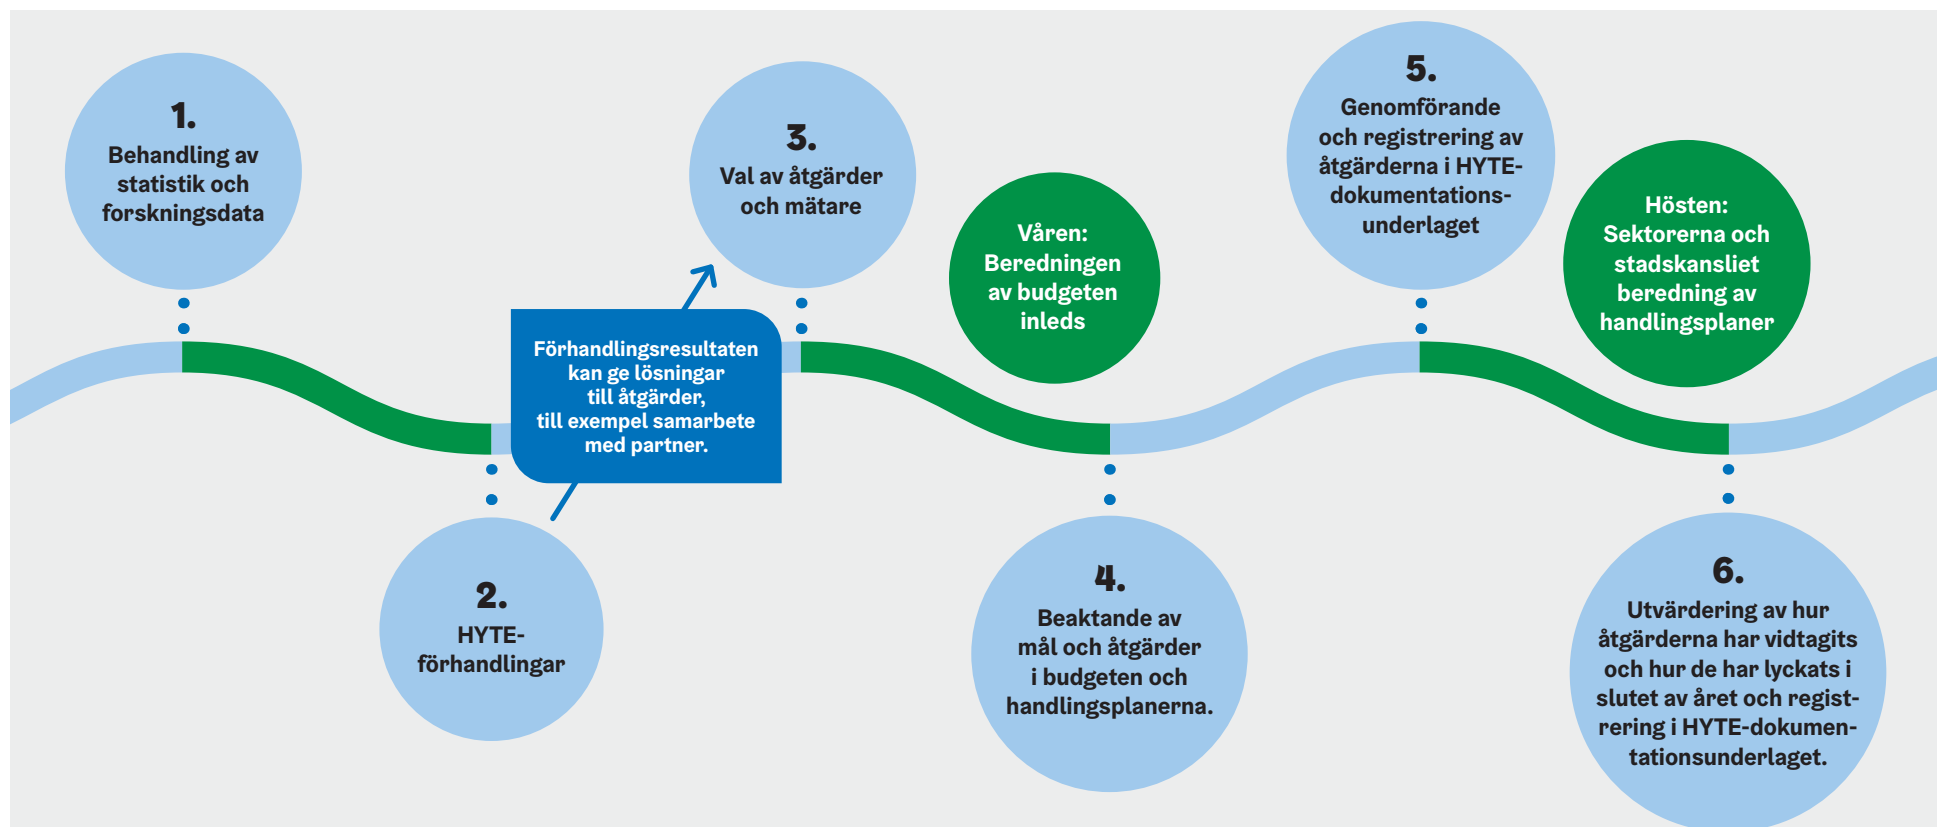 1.
Behandling av
statistik och
forskningsdata
2.
HYTE-
förhandlingar
Förhandlingsresultaten
kan ge lösningar
till åtgärder,
till exempel samarbete
med partner.
3.
Val av åtgärder
och mätare
Våren:
Beredningen
av budgeten
inleds
4.
Beaktande av
mål och åtgärder
i budgeten och
handlingsplanerna.
5.
Genomförande
och registrering av
åtgärderna i HYTE-
dokumentations-
underlaget
Hösten:
Sektorerna och
stadskansliet
beredning av
handlingsplaner
6.
Utvärdering av hur
åtgärderna har vidtagits
och hur de har lyckats i
slutet av året och regist-
rering i HYTE-dokumen-
tationsunderlaget.